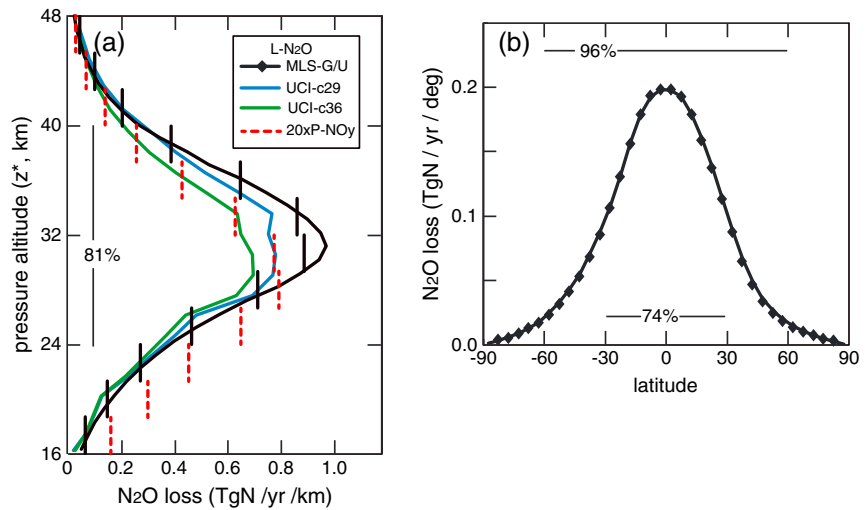 (a)
L-N2O
MLS-G/U
UCI-c29
UCI-c36
20xP-NOy
81%
48
40
32
24
16
pressure altitude (z*, km)
0
0.2
0.4
0.6
0.8
1.0
N2O loss (TgN /yr /km)
(b)
96%
74%
0.2
0.1
0.0
N2O loss (TgN / yr / deg)
-90
-60
-30
0
30
60
90
latitude